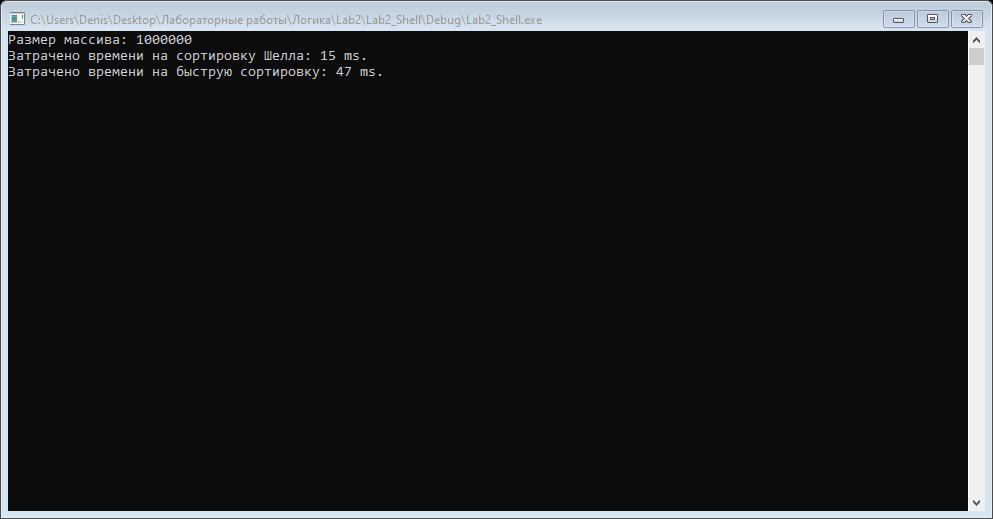 C:\Users\Denis\Desktop\Лабораторные работы\Логика\Lab2\Lab2_Shell\Debug\Lab2_Shell.exe
Размер массива: 1000000
Затрачено времени на сортировку Шелла: 15 ms.
Затрачено времени на быструю сортировку: 47 ms.